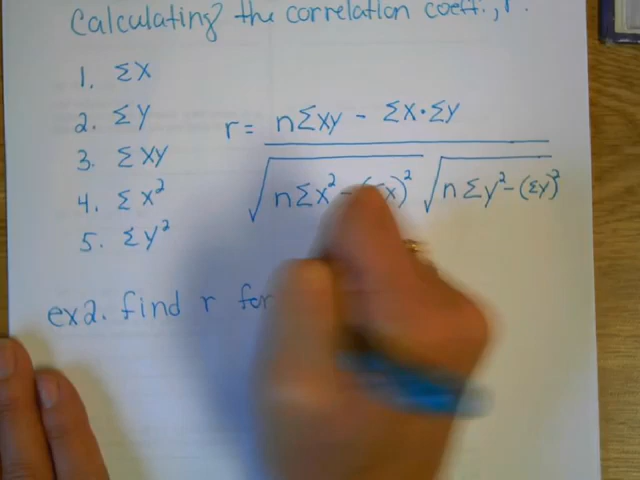 Calculating the correlation coeff., r.
1. Σx
2. Σy
3. Σxy
4. Σx²
5. Σy²
r = nΣxy - Σx·Σy
√nΣx² - (Σx)² √nΣy² - (Σy)²
ex2. find r for